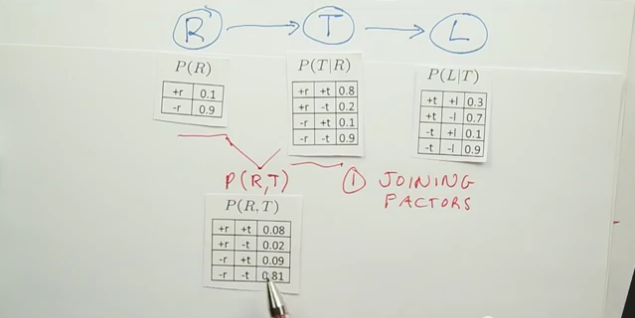 R T L
P(R) P(T|R) P(L|T)
+r 0.1
-r 0.9
+r +t 0.8
+r -t 0.2
-r +t 0.1
-r -t 0.9
+t +l 0.3
+t -l 0.7
-t +l 0.1
-t -l 0.9
P(R,T) ① JOINING
FACTORS
P(R,T)
+r +t 0.08
+r -t 0.02
-r +t 0.09
-r -t 0.81